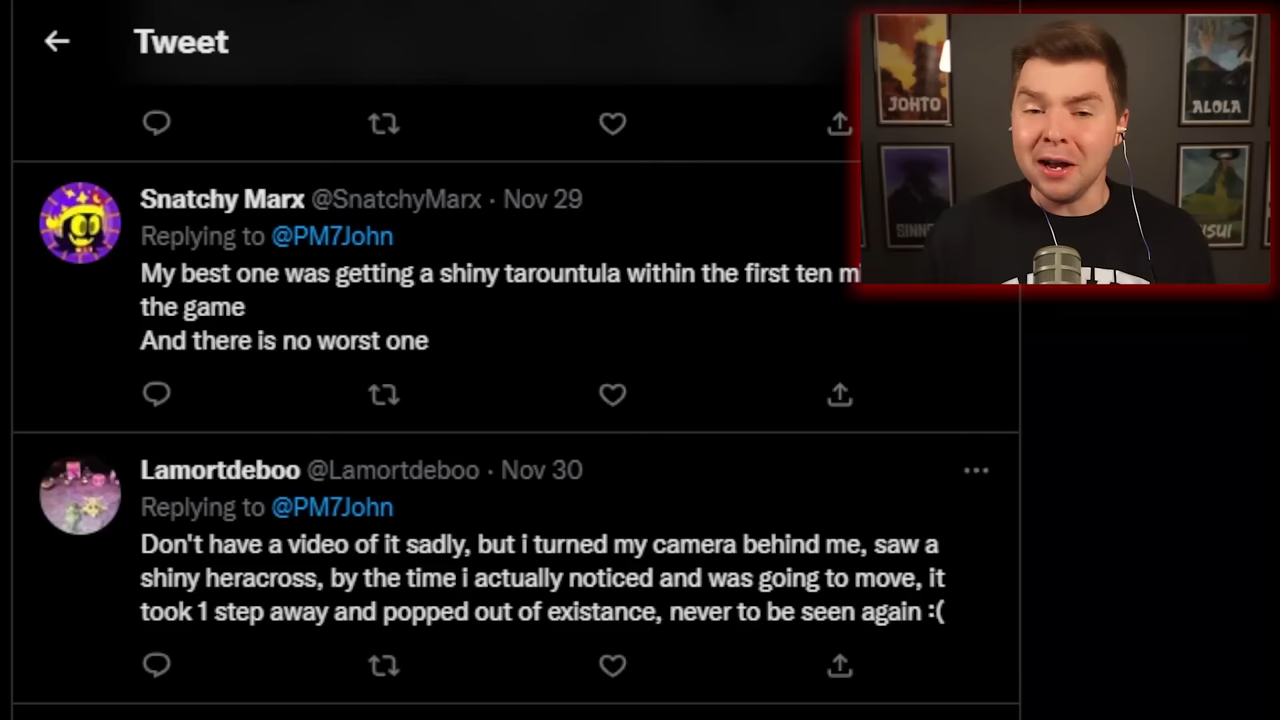 Tweet
Snatchy Marx @SnatchyMarx · Nov 29
Replying to @PM7John
My best one was getting a shiny tarountula within the first ten
the game
And there is no worst one
Lamortdeboo @Lamortdeboo · Nov 30
Replying to @PM7John
Don't have a video of it sadly, but i turned my camera behind me, saw a
shiny heracross, by the time i actually noticed and was going to move, it
took 1 step away and popped out of existance, never to be seen again :(
JOHTO
ALOLA